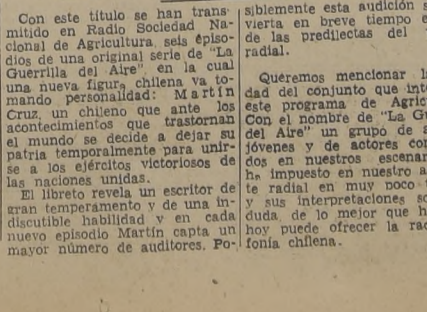 Con este título se han trans-
mitido en Radio Sociedad Na-
cional de Agricultura, seis episo-
dios de una original serie de "La
Guerrilla del Aire", en la cual
una nueva figura chilena va to-
mando personalidad: Martín
Cruz, un chileno que ante los
acontecimientos que trastornan
el mundo se decide a dejar su
patria temporalmente para unir-
se a los ejércitos victoriosos de
las naciones unidas.
El libreto revela un escritor de
gran temperamento y de una in-
discutible habilidad y en cada
nuevo episodio Martín capta un
mayor número de auditores. Po-
siblemente esta audición s
vierta en breve tiempo e
de las predilectas del
radial.
Queremos mencionar l
dad del conjunto que int
este programa de Agric
Con el nombre de "La Gu
del Aire" un grupo de a
jóvenes y de actores con
dos en nuestros escenar
ha impuesto en nuestro a
te radial en muy poco t
y sus interpretaciones so
duda, de lo mejor que h
hoy puede ofrecer la rad
fonía chilena.